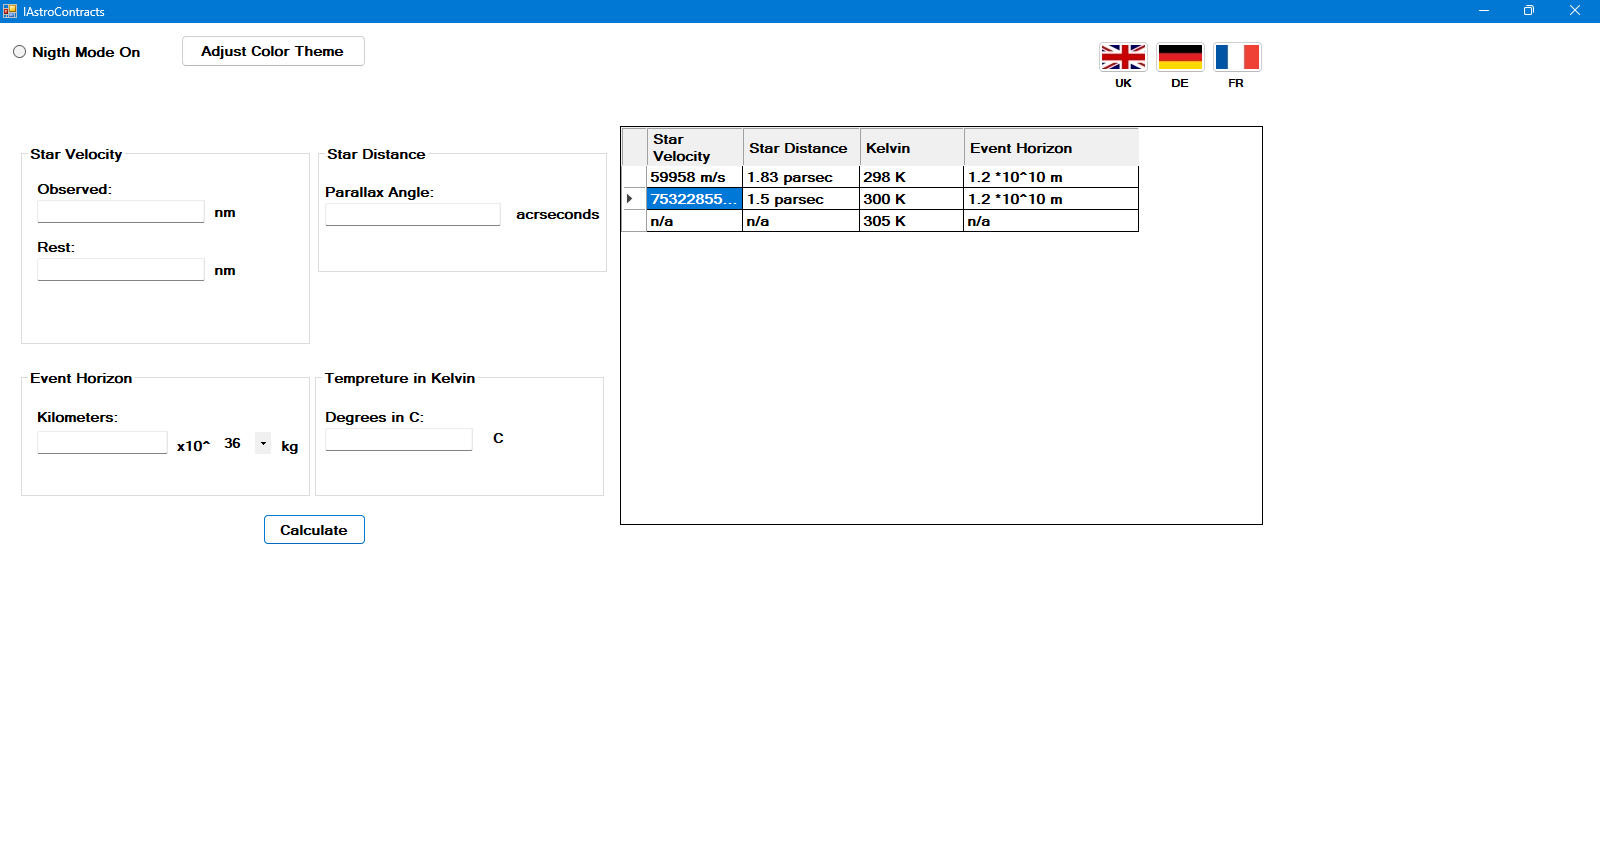 IAstroContracts
Nigth Mode On
Adjust Color Theme
UK DE FR
Star Velocity
Observed:
nm
Rest:
nm
Star Distance
Parallax Angle:
acrseconds
Event Horizon
Kilometers:
x10^ 36 kg
Tempreture in Kelvin
Degrees in C:
C
Calculate
Star Velocity Star Distance Kelvin Event Horizon
59958 m/s 1.83 parsec 298 K 1.2 *10^10 m
75322855... 1.5 parsec 300 K 1.2 *10^10 m
n/a n/a 305 K n/a